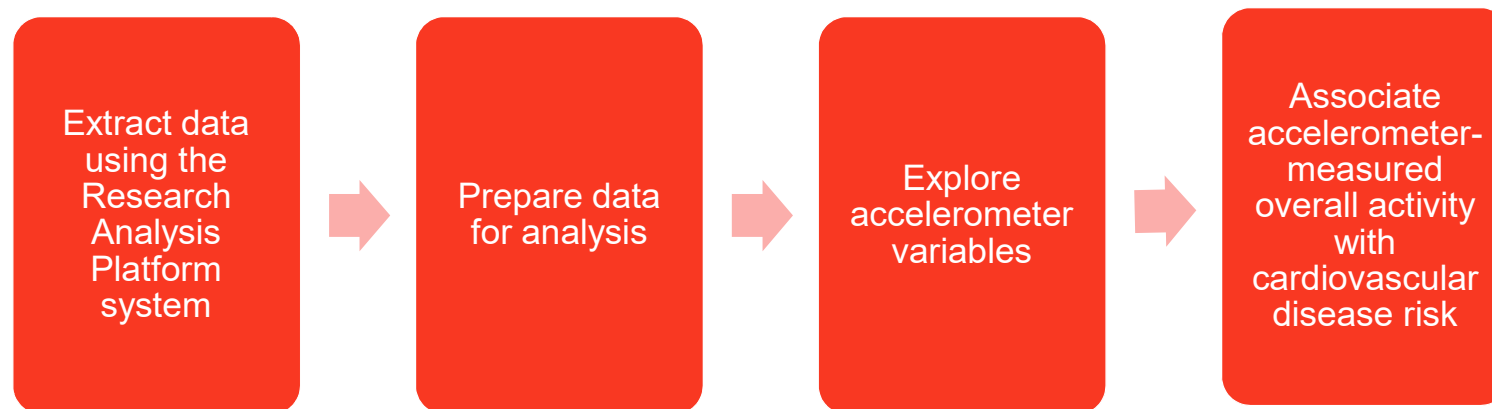 Extract data
using the
Research
Analysis
Platform
system
Prepare data
for analysis
Explore
accelerometer
variables
Associate
accelerometer-
measured
overall activity
with
cardiovascular
disease risk